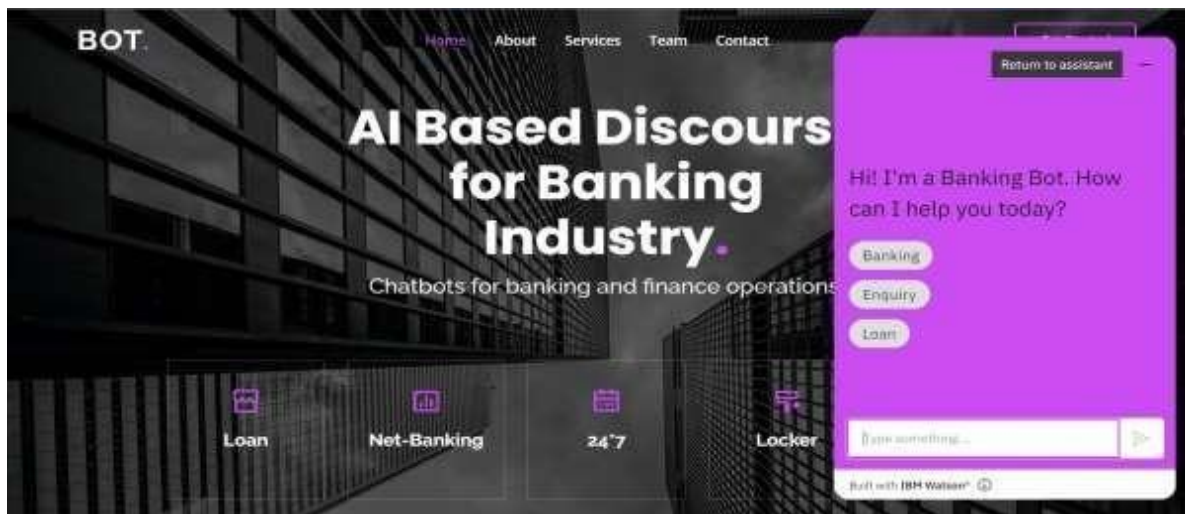 BOT.
Home About Services Team Contact
Return to assistant
AI Based Discours
for Banking
Industry.
Chatbots for banking and finance operations
Hi! I'm a Banking Bot. How
can I help you today?
Banking
Enquiry
Loan
Loan Net-Banking 24*7 Locker
Type something...
Built with IBM Watson®